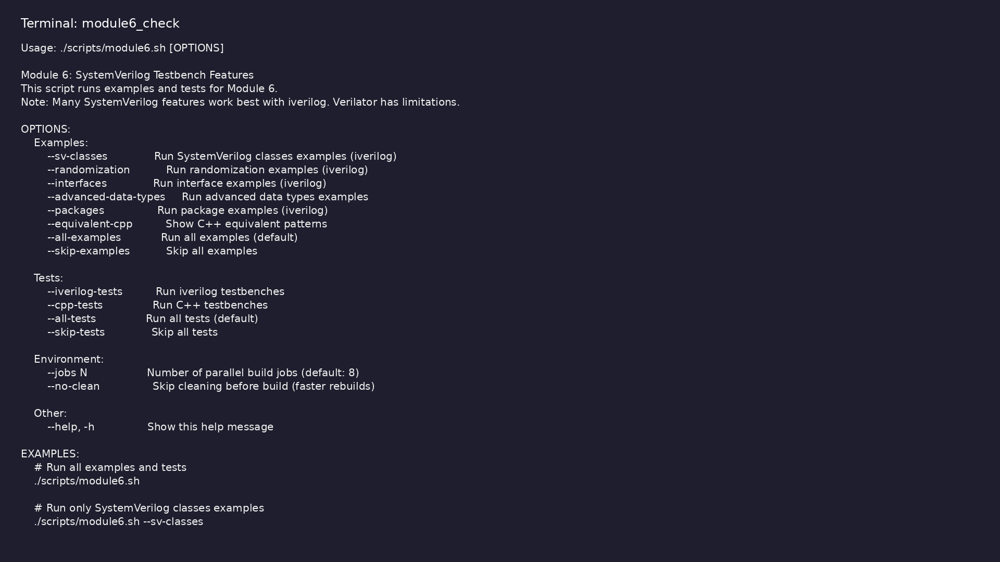 Terminal: module6_check
Usage: ./scripts/module6.sh [OPTIONS]
Module 6: SystemVerilog Testbench Features
This script runs examples and tests for Module 6.
Note: Many SystemVerilog features work best with iverilog. Verilator has limitations.
OPTIONS:
Examples:
--sv-classes Run SystemVerilog classes examples (iverilog)
--randomization Run randomization examples (iverilog)
--interfaces Run interface examples (iverilog)
--advanced-data-types Run advanced data types examples
--packages Run package examples (iverilog)
--equivalent-cpp Show C++ equivalent patterns
--all-examples Run all examples (default)
--skip-examples Skip all examples
Tests:
--iverilog-tests Run iverilog testbenches
--cpp-tests Run C++ testbenches
--all-tests Run all tests (default)
--skip-tests Skip all tests
Environment:
--jobs N Number of parallel build jobs (default: 8)
--no-clean Skip cleaning before build (faster rebuilds)
Other:
--help, -h Show this help message
EXAMPLES:
# Run all examples and tests
./scripts/module6.sh
# Run only SystemVerilog classes examples
./scripts/module6.sh --sv-classes